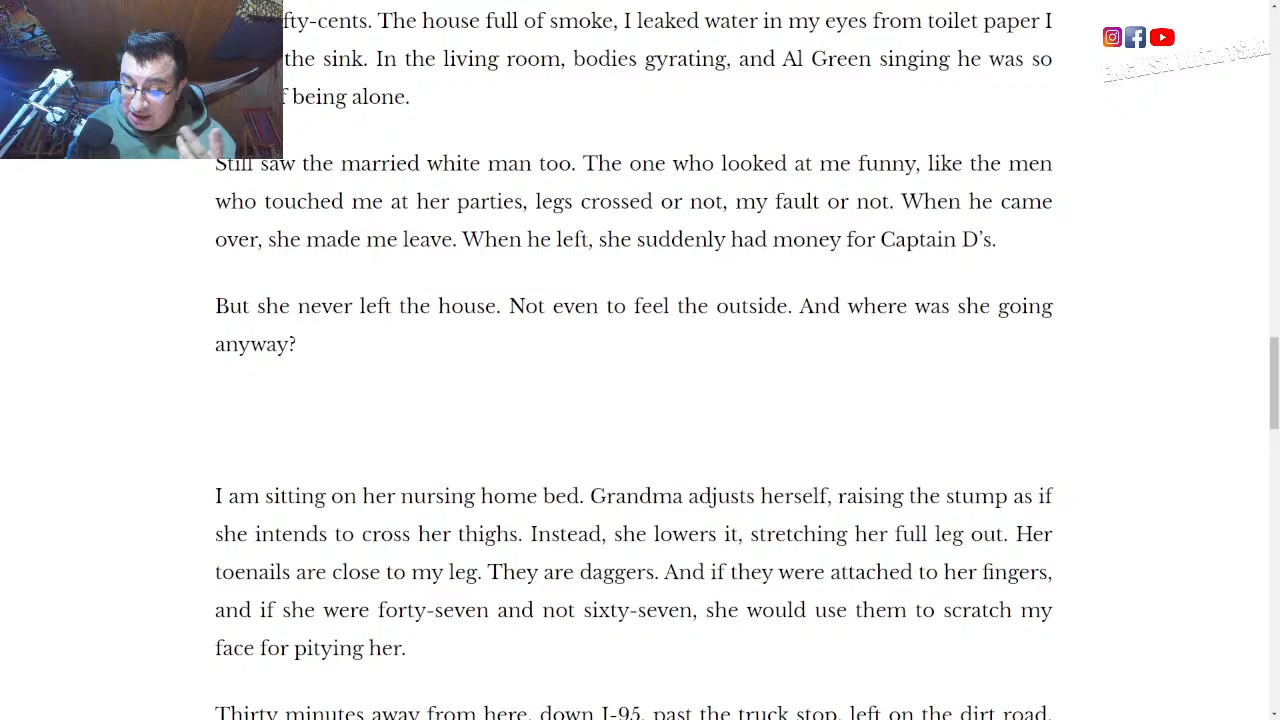 fty-cents. The house full of smoke, I leaked water in my eyes from toilet paper I
the sink. In the living room, bodies gyrating, and Al Green singing he was so
f being alone.
Still saw the married white man too. The one who looked at me funny, like the men
who touched me at her parties, legs crossed or not, my fault or not. When he came
over, she made me leave. When he left, she suddenly had money for Captain D’s.
But she never left the house. Not even to feel the outside. And where was she going
anyway?
I am sitting on her nursing home bed. Grandma adjusts herself, raising the stump as if
she intends to cross her thighs. Instead, she lowers it, stretching her full leg out. Her
toenails are close to my leg. They are daggers. And if they were attached to her fingers,
and if she were forty-seven and not sixty-seven, she would use them to scratch my
face for pitying her.
Thirty minutes away from here, down I-95, past the truck stop, left on the dirt road,